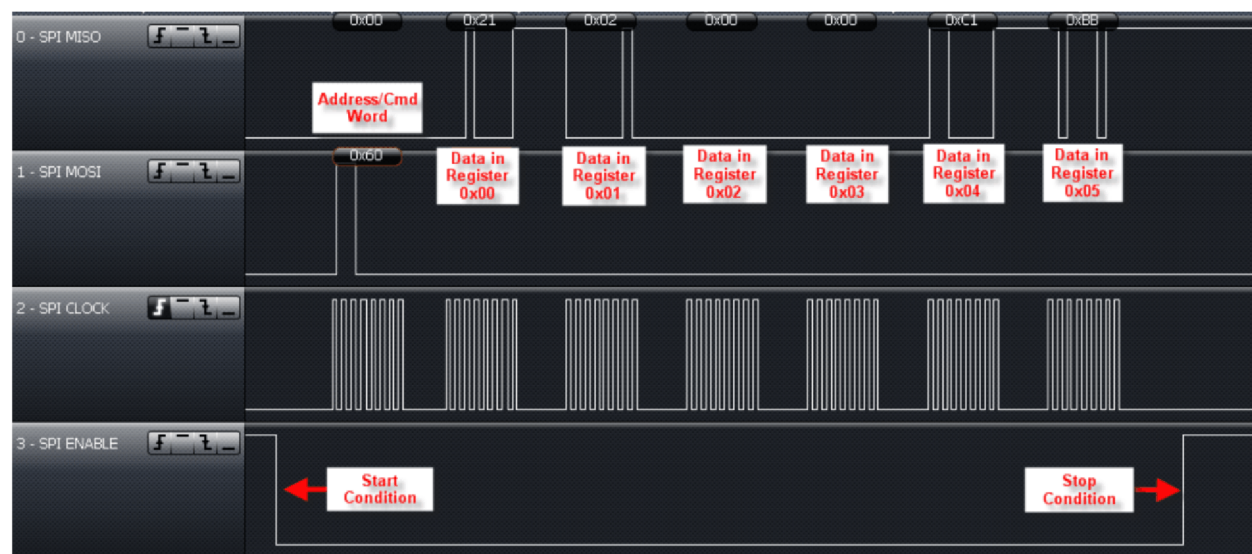 0 - SPI MISO
0x00 0x21 0x02 0x00 0x00 0xC1 0xBB
Address/Cmd
Word
1 - SPI MOSI
0x60
Data in
Register
0x00
Data in
Register
0x01
Data in
Register
0x02
Data in
Register
0x03
Data in
Register
0x04
Data in
Register
0x05
2 - SPI CLOCK
3 - SPI ENABLE
Start
Condition
Stop
Condition